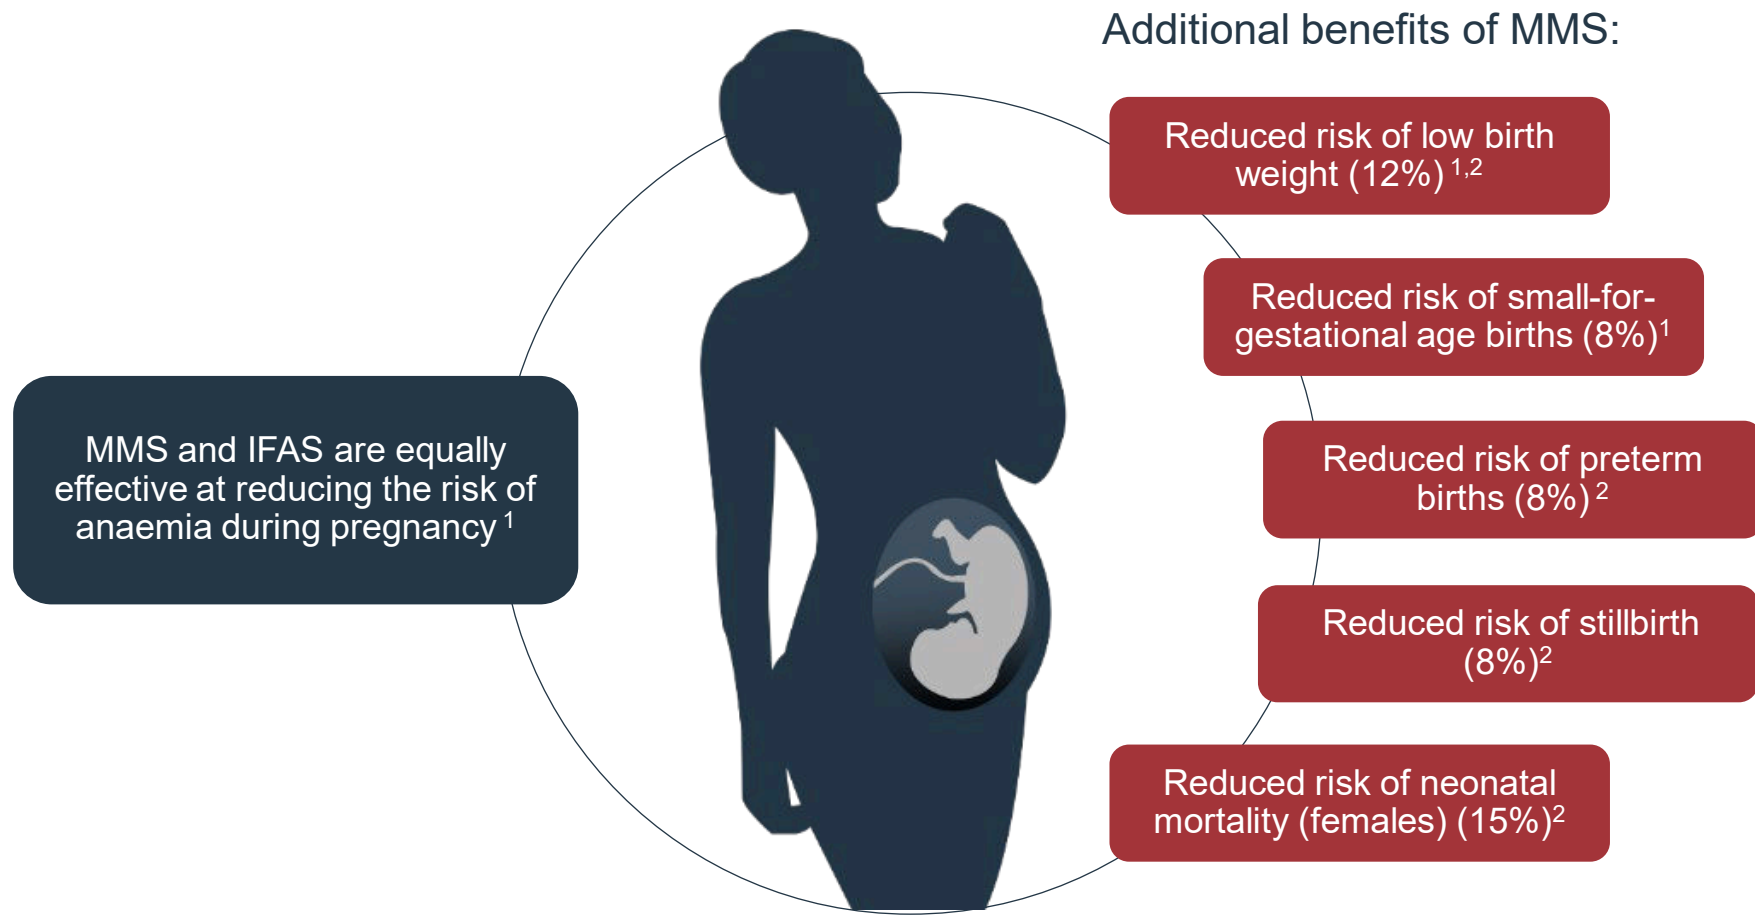 Additional benefits of MMS:
Reduced risk of low birth
weight (12%) 1,2
Reduced risk of small-for-
gestational age births (8%)1
MMS and IFAS are equally
effective at reducing the risk of
anaemia during pregnancy 1
Reduced risk of preterm
births (8%) 2
Reduced risk of stillbirth
(8%)2
Reduced risk of neonatal
mortality (females) (15%)2